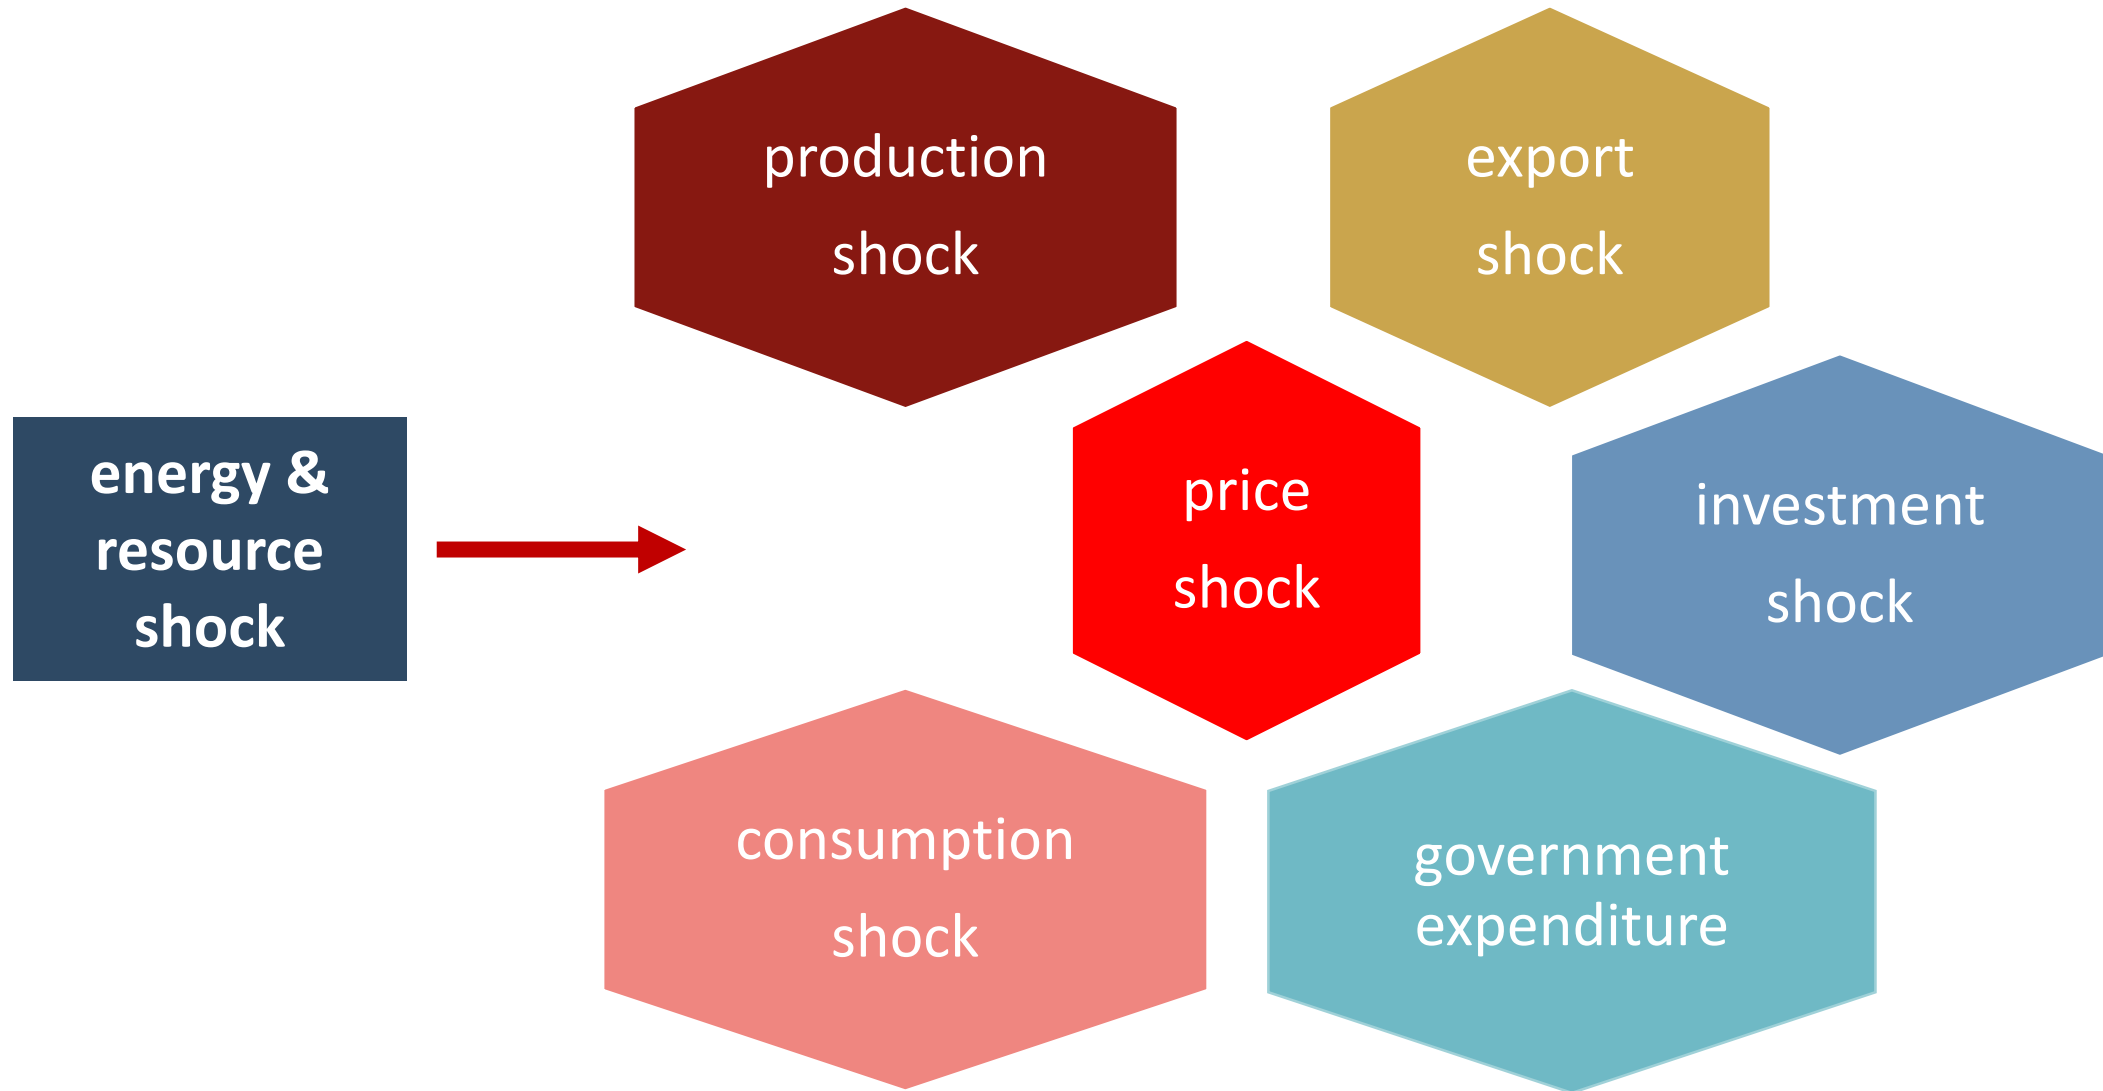 energy &
resource
shock
production
shock
export
shock
price
shock
investment
shock
consumption
shock
government
expenditure